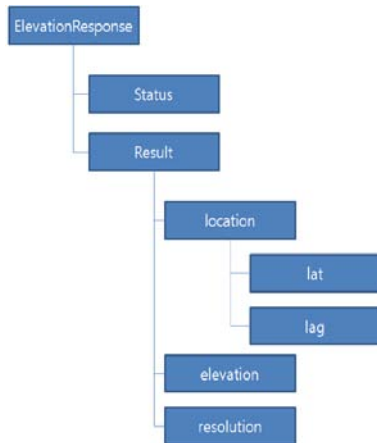 ElevationResponse
Status
Result
location
lat
lag
elevation
resolution